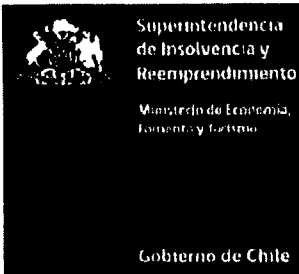 Superintendencia
de Insolvencia y
Reemprendimiento
Ministerio de Economía,
Fomento y Turismo
Gobierno de Chile